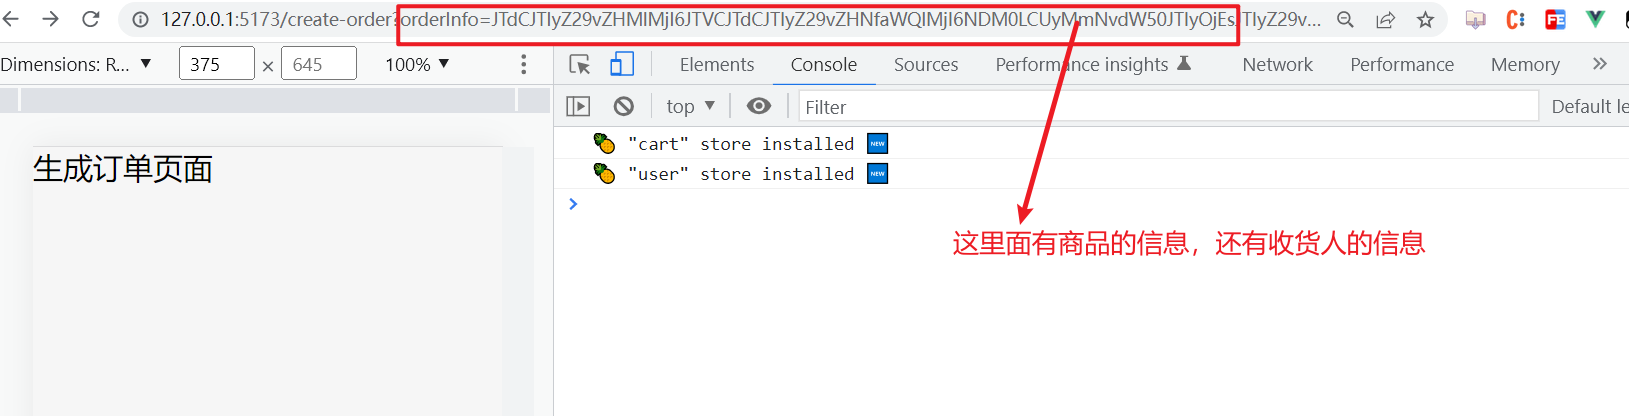 127.0.0.1:5173/create-order?orderInfo=JTdCJTIyZ29vZHMlMjI6JTVCJTdCJTIyZ29vZHNfaWQlMjI6NDM0LCUyMmNvdW50JTIyOjEsJTIyZ29v...
Dimensions: R... ▼ 375 × 645 100% ▼
Elements Console Sources Performance insights Network Performance Memory »
top ▼ Filter Default le
🍍 "cart" store installed 🆕
🍍 "user" store installed 🆕
生成订单页面
这里面有商品的信息，还有收货人的信息